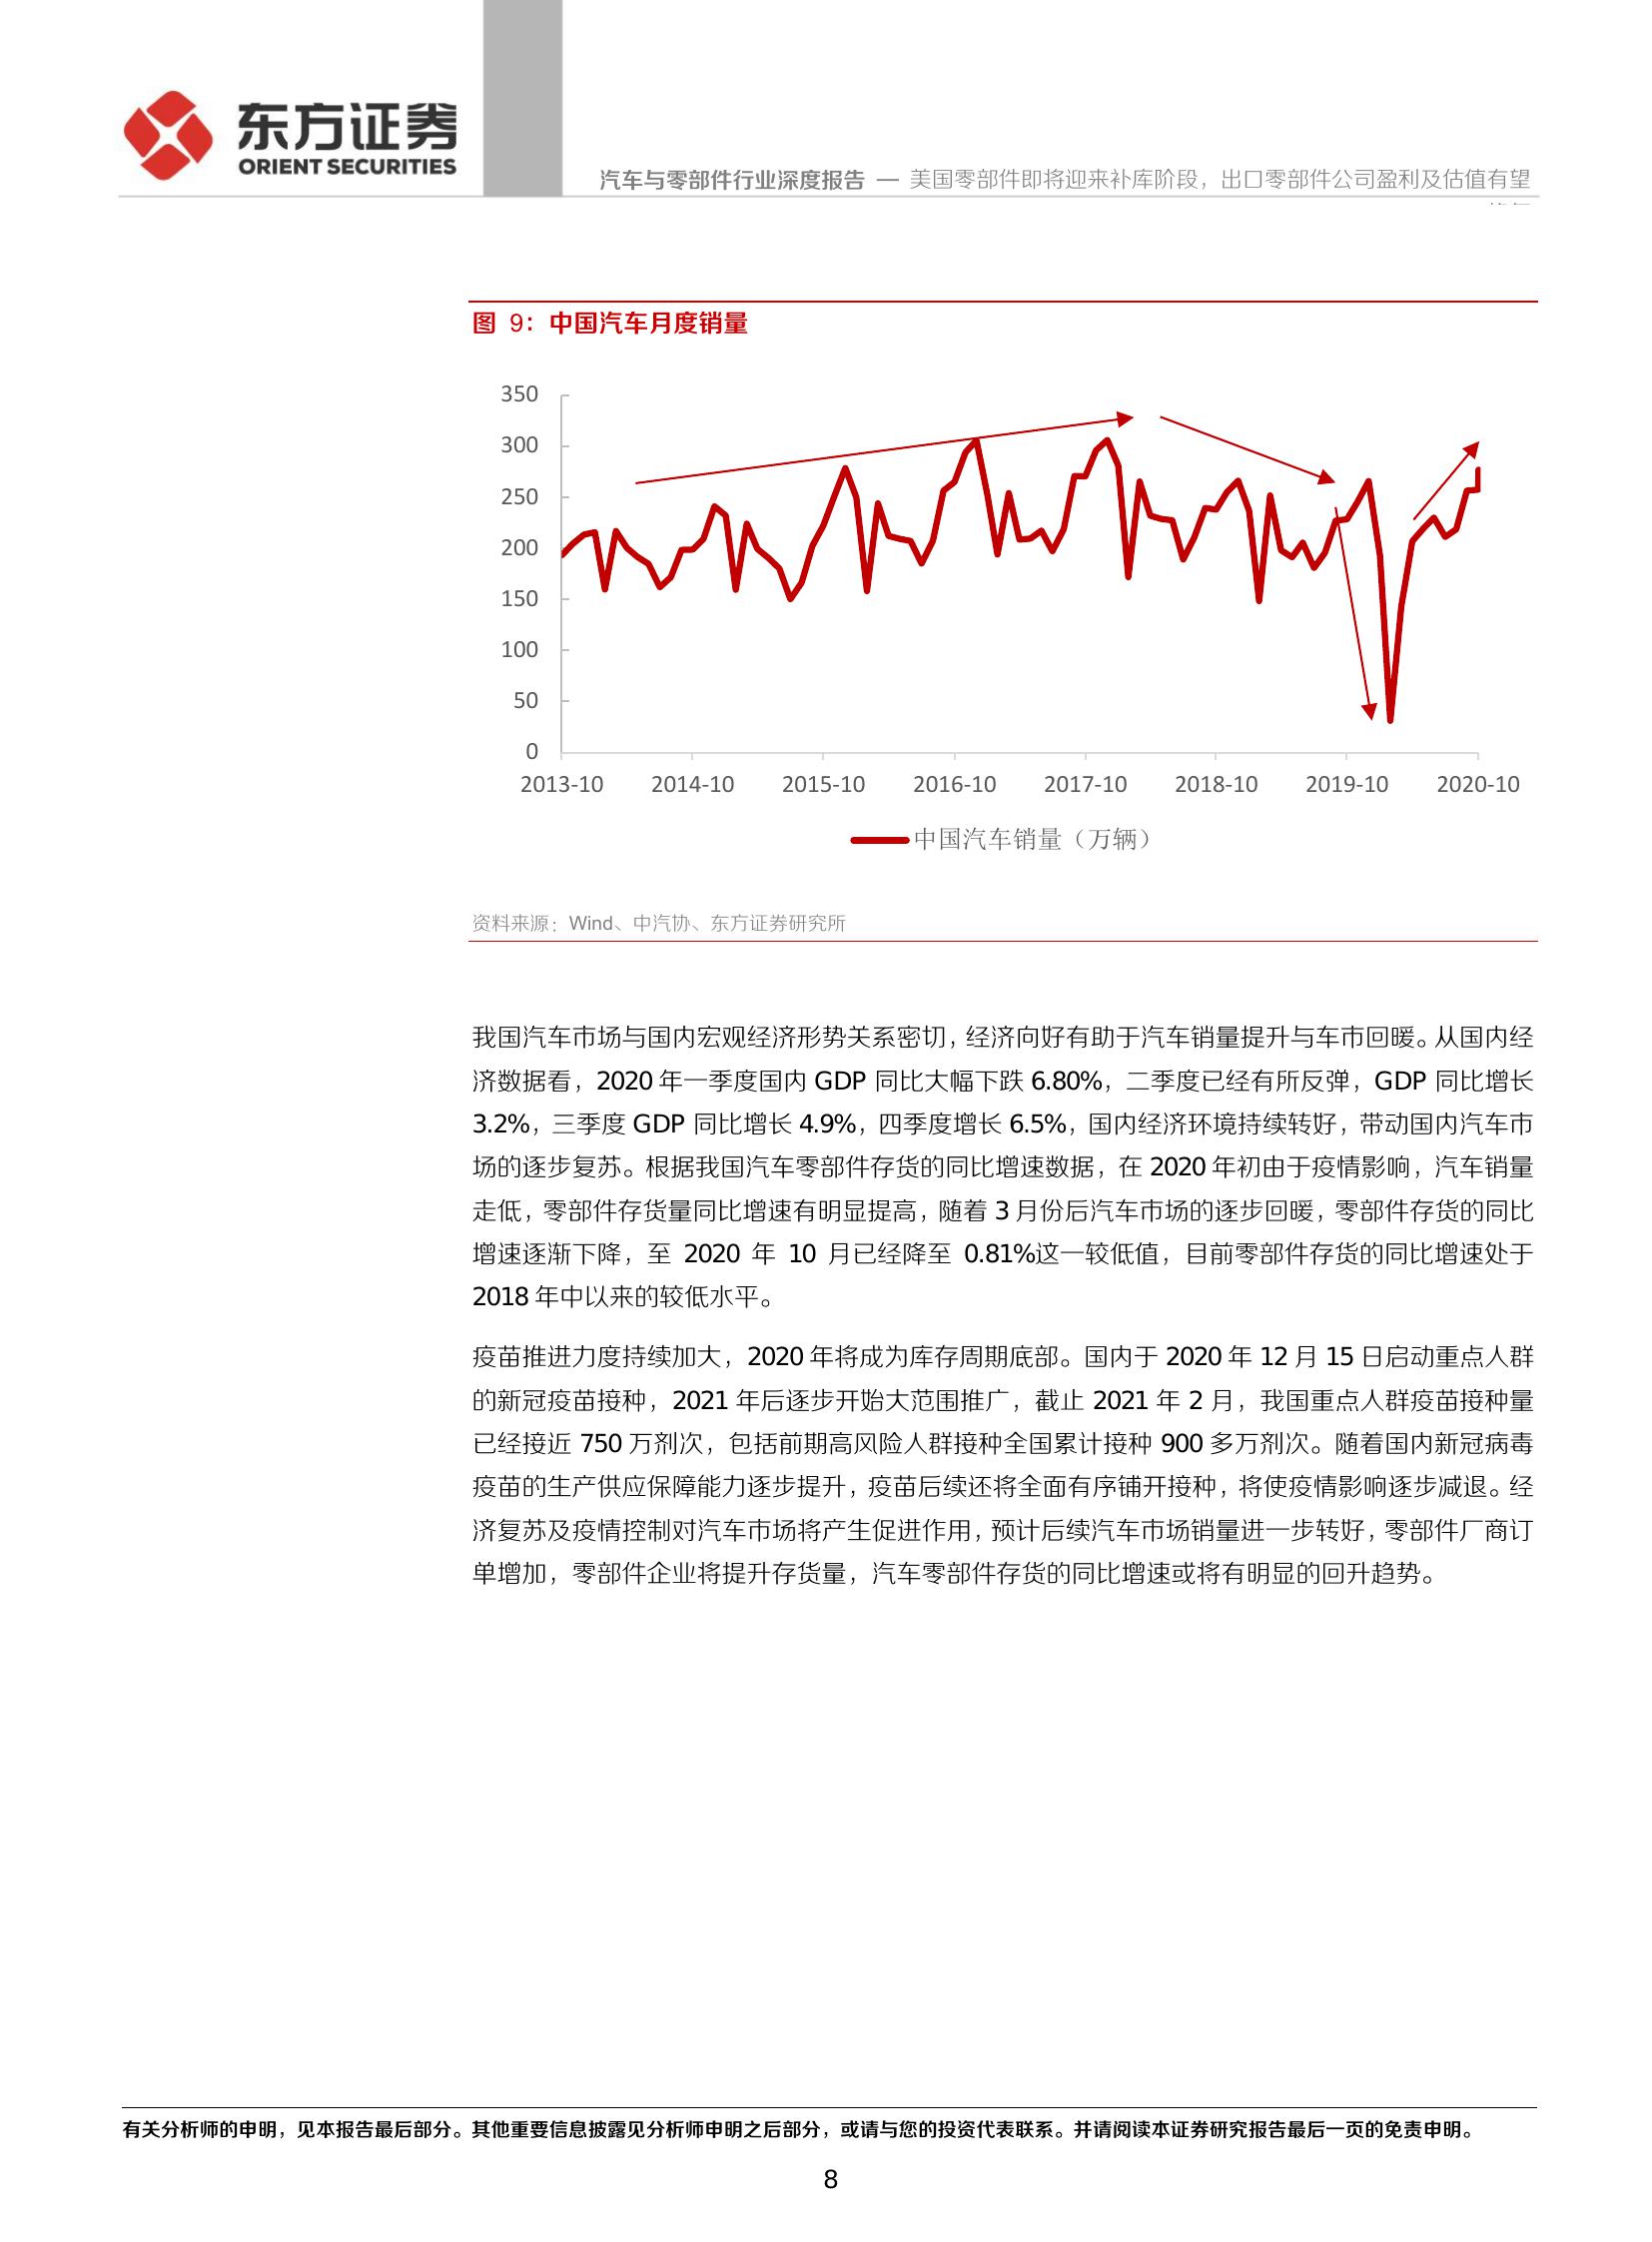 东方证券
ORIENT SECURITIES
汽车与零部件行业深度报告 — 美国零部件即将迎来补库阶段，出口零部件公司盈利及估值有望
图 9：中国汽车月度销量
350
300
250
200
150
100
50
0
2013-10 2014-10 2015-10 2016-10 2017-10 2018-10 2019-10 2020-10
中国汽车销量（万辆）
资料来源：Wind、中汽协、东方证券研究所
我国汽车市场与国内宏观经济形势关系密切，经济向好有助于汽车销量提升与车市回暖。从国内经
济数据看，2020 年一季度国内 GDP 同比大幅下跌 6.80%，二季度已经有所反弹，GDP 同比增长
3.2%，三季度 GDP 同比增长 4.9%，四季度增长 6.5%，国内经济环境持续转好，带动国内汽车市
场的逐步复苏。根据我国汽车零部件存货的同比增速数据，在 2020 年初由于疫情影响，汽车销量
走低，零部件存货量同比增速有明显提高，随着 3 月份后汽车市场的逐步回暖，零部件存货的同比
增速逐渐下降，至 2020 年 10 月已经降至 0.81%这一较低值，目前零部件存货的同比增速处于
2018 年中以来的较低水平。
疫苗推进力度持续加大，2020 年将成为库存周期底部。国内于 2020 年 12 月 15 日启动重点人群
的新冠疫苗接种，2021 年后逐步开始大范围推广，截止 2021 年 2 月，我国重点人群疫苗接种量
已经接近 750 万剂次，包括前期高风险人群接种全国累计接种 900 多万剂次。随着国内新冠病毒
疫苗的生产供应保障能力逐步提升，疫苗后续还将全面有序铺开接种，将使疫情影响逐步减退。经
济复苏及疫情控制对汽车市场将产生促进作用，预计后续汽车市场销量进一步转好，零部件厂商订
单增加，零部件企业将提升存货量，汽车零部件存货的同比增速或将有明显的回升趋势。
有关分析师的申明，见本报告最后部分。其他重要信息披露见分析师申明之后部分，或请与您的投资代表联系。并请阅读本证券研究报告最后一页的免责申明。
8